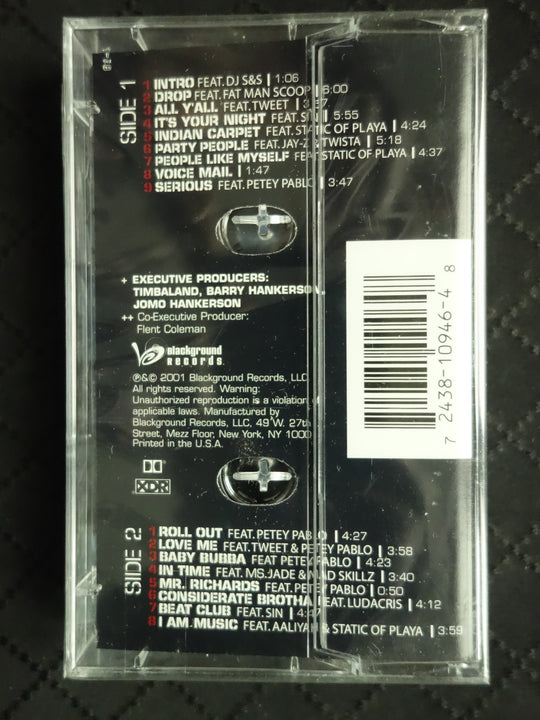 SIDE 1
1 INTRO FEAT. DJ S&S | 1:06
2 DROP FEAT. FAT MAN SCOOP | 5:00
3 ALL Y'ALL FEAT. TWEET |
4 IT'S YOUR NIGHT FEAT. SIN | 5:55
5 INDIAN CARPET FEAT. STATIC OF PLAYA | 4:24
6 PARTY PEOPLE FEAT. JAY-Z & TWISTA | 5:18
7 PEOPLE LIKE MYSELF FEAT STATIC OF PLAYA | 4:37
8 VOICE MAIL | 1:47
9 SERIOUS FEAT. PETEY PABLO | 3:47
+ EXECUTIVE PRODUCERS:
TIMBALAND, BARRY HANKERSON,
JOMO HANKERSON
++ Co-Executive Producer:
Flent Coleman
Blackground
Records
℗&© 2001 Blackground Records, LLC
All rights reserved. Warning:
Unauthorized reproduction is a violation of
applicable laws. Manufactured by
Blackground Records, LLC, 49 W. 27th
Street, Mezz Floor, New York, NY 1000
Printed in the U.S.A.
XDR
7 2438-10946-4 8
SIDE 2
1 ROLL OUT FEAT. PETEY PABLO | 4:27
2 LOVE ME FEAT. TWEET & PETEY PABLO | 3:58
3 BABY BUBBA FEAT PETEY PABLO | 4:23
4 IN TIME FEAT. MS. JADE & MAD SKILLZ | 3:40
5 MR. RICHARDS FEAT. PETEY PABLO | 0:50
6 CONSIDERATE BROTHA FEAT. LUDACRIS | 4:12
7 BEAT CLUB FEAT. SIN |
8 I AM MUSIC FEAT. AALIYAH & STATIC OF PLAYA | 3:59